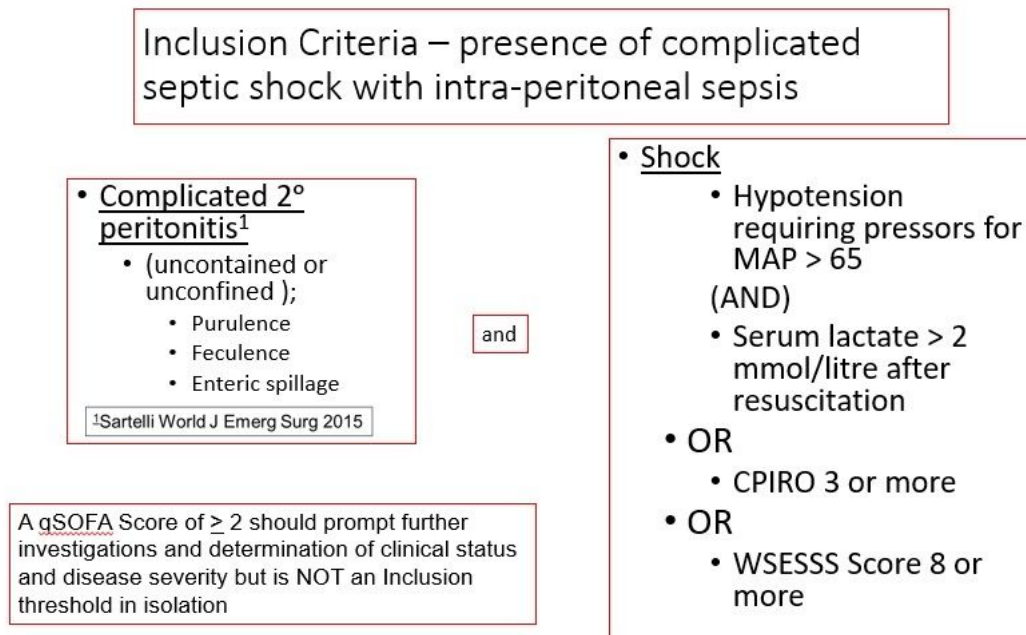 Inclusion Criteria – presence of complicated
septic shock with intra-peritoneal sepsis
• Complicated 2º
peritonitis1
• (uncontained or
unconfined );
• Purulence
• Feculence
• Enteric spillage
1Sartelli World J Emerg Surg 2015
and
• Shock
• Hypotension
requiring pressors for
MAP > 65
(AND)
• Serum lactate > 2
mmol/litre after
resuscitation
• OR
• CPIRO 3 or more
• OR
• WSESSS Score 8 or
more
A qSOFA Score of ≥ 2 should prompt further
investigations and determination of clinical status
and disease severity but is NOT an Inclusion
threshold in isolation